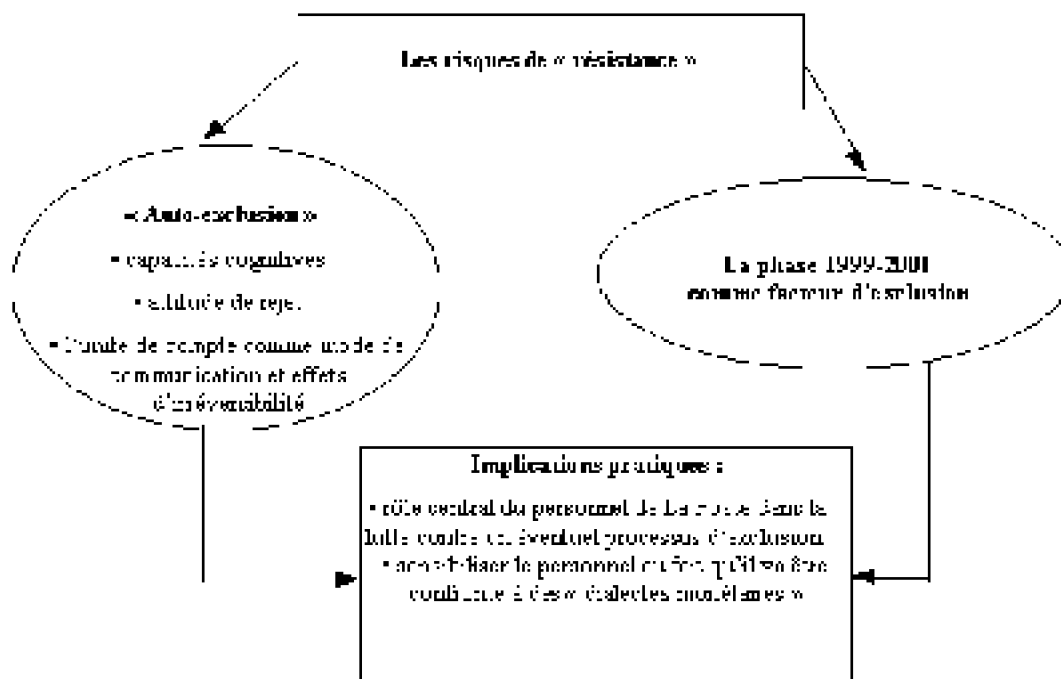 Les risques de « résistance »
« Auto-exclusion »
• capacités cognitives
• attitude de rejet
• l'unité de compte comme mode de
communication et effets
d'irréversibilité
La phase 1999-2001
comme facteur d'exclusion
Implications pratiques :
• rôle central du personnel de La Poste dans la
lutte contre un éventuel processus d'exclusion
• sensibiliser le personnel au fait qu'il va être
confronté à des « dialectes monétaires »